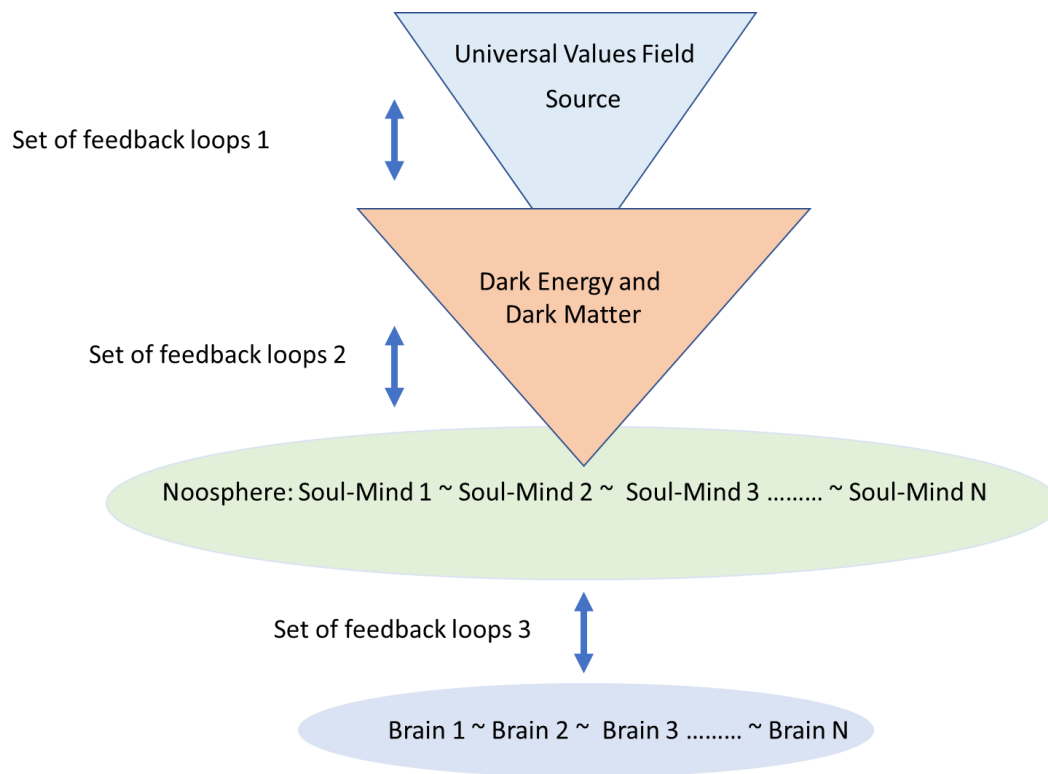 Universal Values Field
Source
Set of feedback loops 1
Dark Energy and
Dark Matter
Set of feedback loops 2
Noosphere: Soul-Mind 1 ~ Soul-Mind 2 ~ Soul-Mind 3 ……… ~ Soul-Mind N
Set of feedback loops 3
Brain 1 ~ Brain 2 ~ Brain 3 ……… ~ Brain N